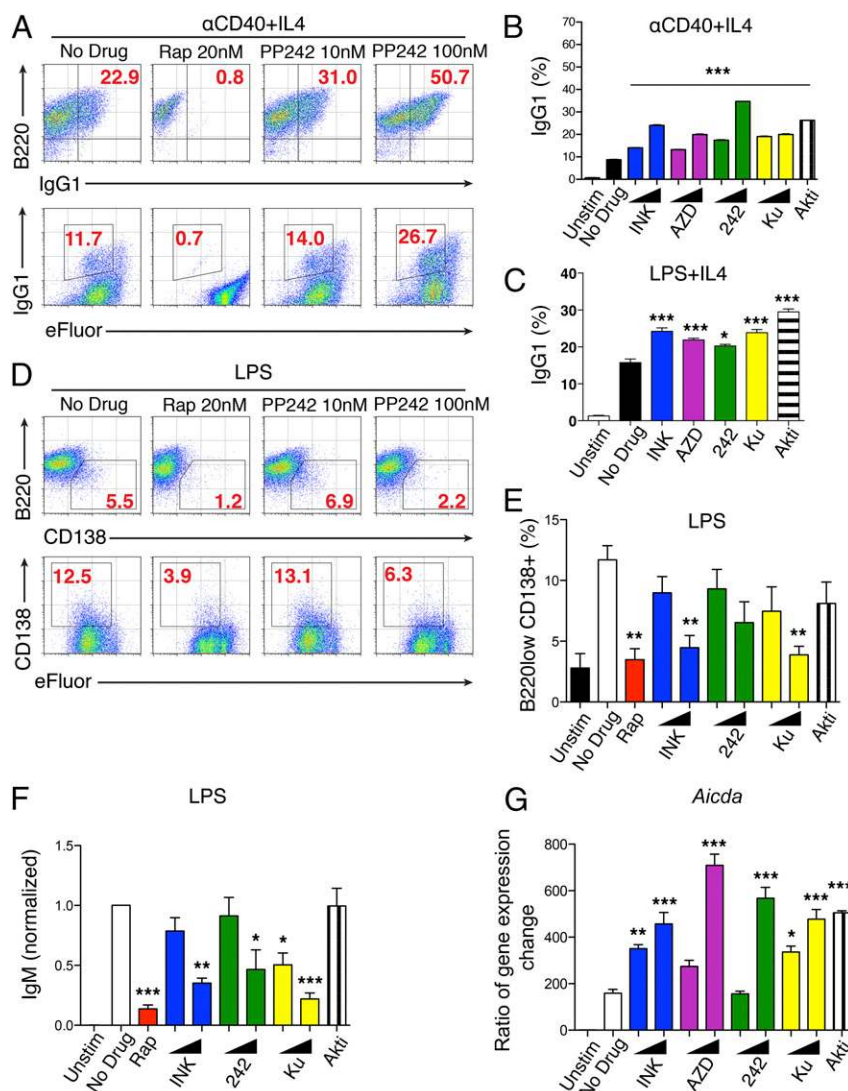 A
αCD40+IL4
No Drug Rap 20nM PP242 10nM PP242 100nM
22.9 0.8 31.0 50.7
B220
IgG1
11.7 0.7 14.0 26.7
IgG1
eFluor
B
αCD40+IL4
***
IgG1 (%)
70
60
50
40
30
20
10
0
Unstim No Drug INK AZD 242 Ku Akti
C
LPS+IL4
IgG1 (%)
40
30
20
10
0
*** *** * *** ***
Unstim No Drug INK AZD 242 Ku Akti
D
LPS
No Drug Rap 20nM PP242 10nM PP242 100nM
B220
5.5 1.2 6.9 2.2
CD138
12.5 3.9 13.1 6.3
CD138
eFluor
E
LPS
B220low CD138+ (%)
15
10
5
0
** ** **
Unstim No Drug Rap INK 242 Ku Akti
F
LPS
IgM (normalized)
1.5
1.0
0.5
0.0
*** ** * * ***
Unstim No Drug Rap INK 242 Ku Akti
G
Aicda
Ratio of gene expression
change
800
600
400
200
0
** *** *** *** * *** ***
Unstim No Drug INK AZD 242 Ku Akti